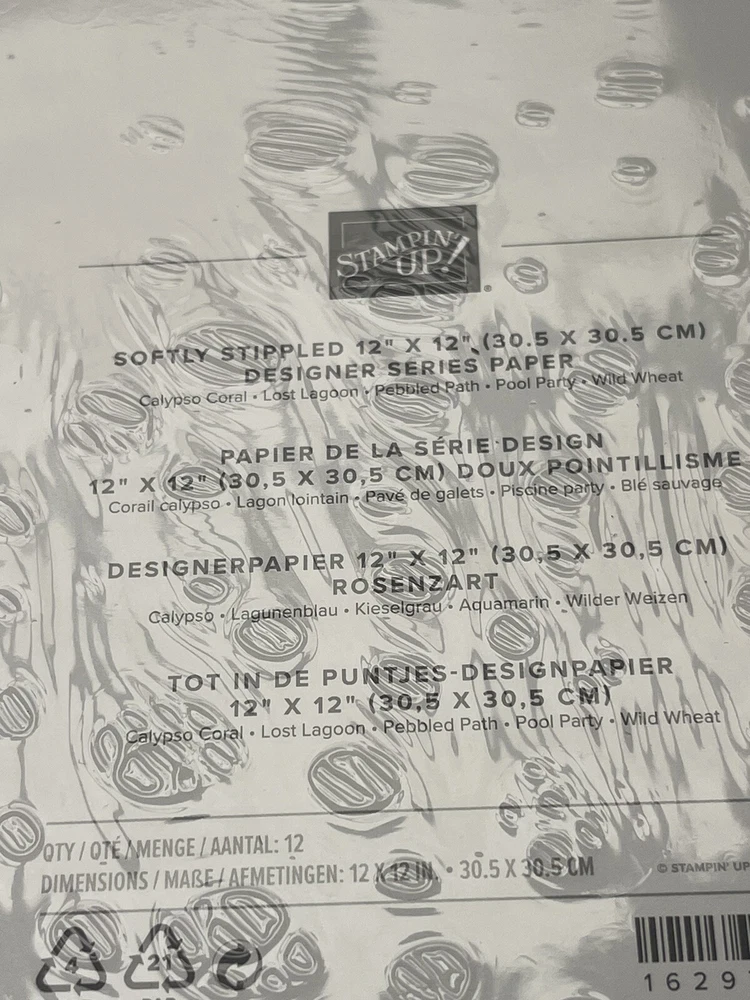 STAMPIN' UP!
®
SOFTLY STIPPLED 12" X 12" (30.5 X 30.5 CM)
DESIGNER SERIES PAPER
Calypso Coral • Lost Lagoon • Pebbled Path • Pool Party • Wild Wheat
PAPIER DE LA SÉRIE DESIGN
12" X 12" (30,5 X 30,5 CM) DOUX POINTILLISME
Corail calypso • Lagon lointain • Pavé de galets • Piscine party • Blé sauvage
DESIGNERPAPIER 12" X 12" (30,5 X 30,5 CM)
ROSENZART
Calypso • Lagunenblau • Kieselgrau • Aquamarin • Wilder Weizen
TOT IN DE PUNTJES-DESIGNPAPIER
12" X 12" (30,5 X 30,5 CM)
Calypso Coral • Lost Lagoon • Pebbled Path • Pool Party • Wild Wheat
QTY / QTÉ / MENGE / AANTAL: 12
DIMENSIONS / MAßE / AFMETINGEN: 12 X 12 IN. • 30.5 X 30.5 CM
© STAMPIN' UP
4
21
PAP
1629